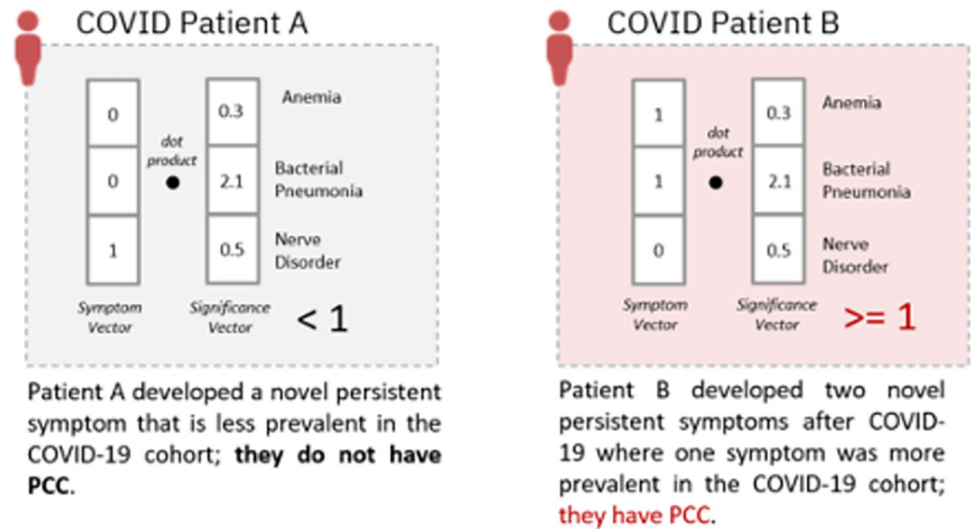 COVID Patient A
0
0
1
dot
product
0.3
2.1
0.5
Anemia
Bacterial
Pneumonia
Nerve
Disorder
Symptom
Vector
Significance
Vector
< 1
Patient A developed a novel persistent
symptom that is less prevalent in the
COVID-19 cohort; they do not have
PCC.
COVID Patient B
1
1
0
dot
product
0.3
2.1
0.5
Anemia
Bacterial
Pneumonia
Nerve
Disorder
Symptom
Vector
Significance
Vector
>= 1
Patient B developed two novel
persistent symptoms after COVID-
19 where one symptom was more
prevalent in the COVID-19 cohort;
they have PCC.